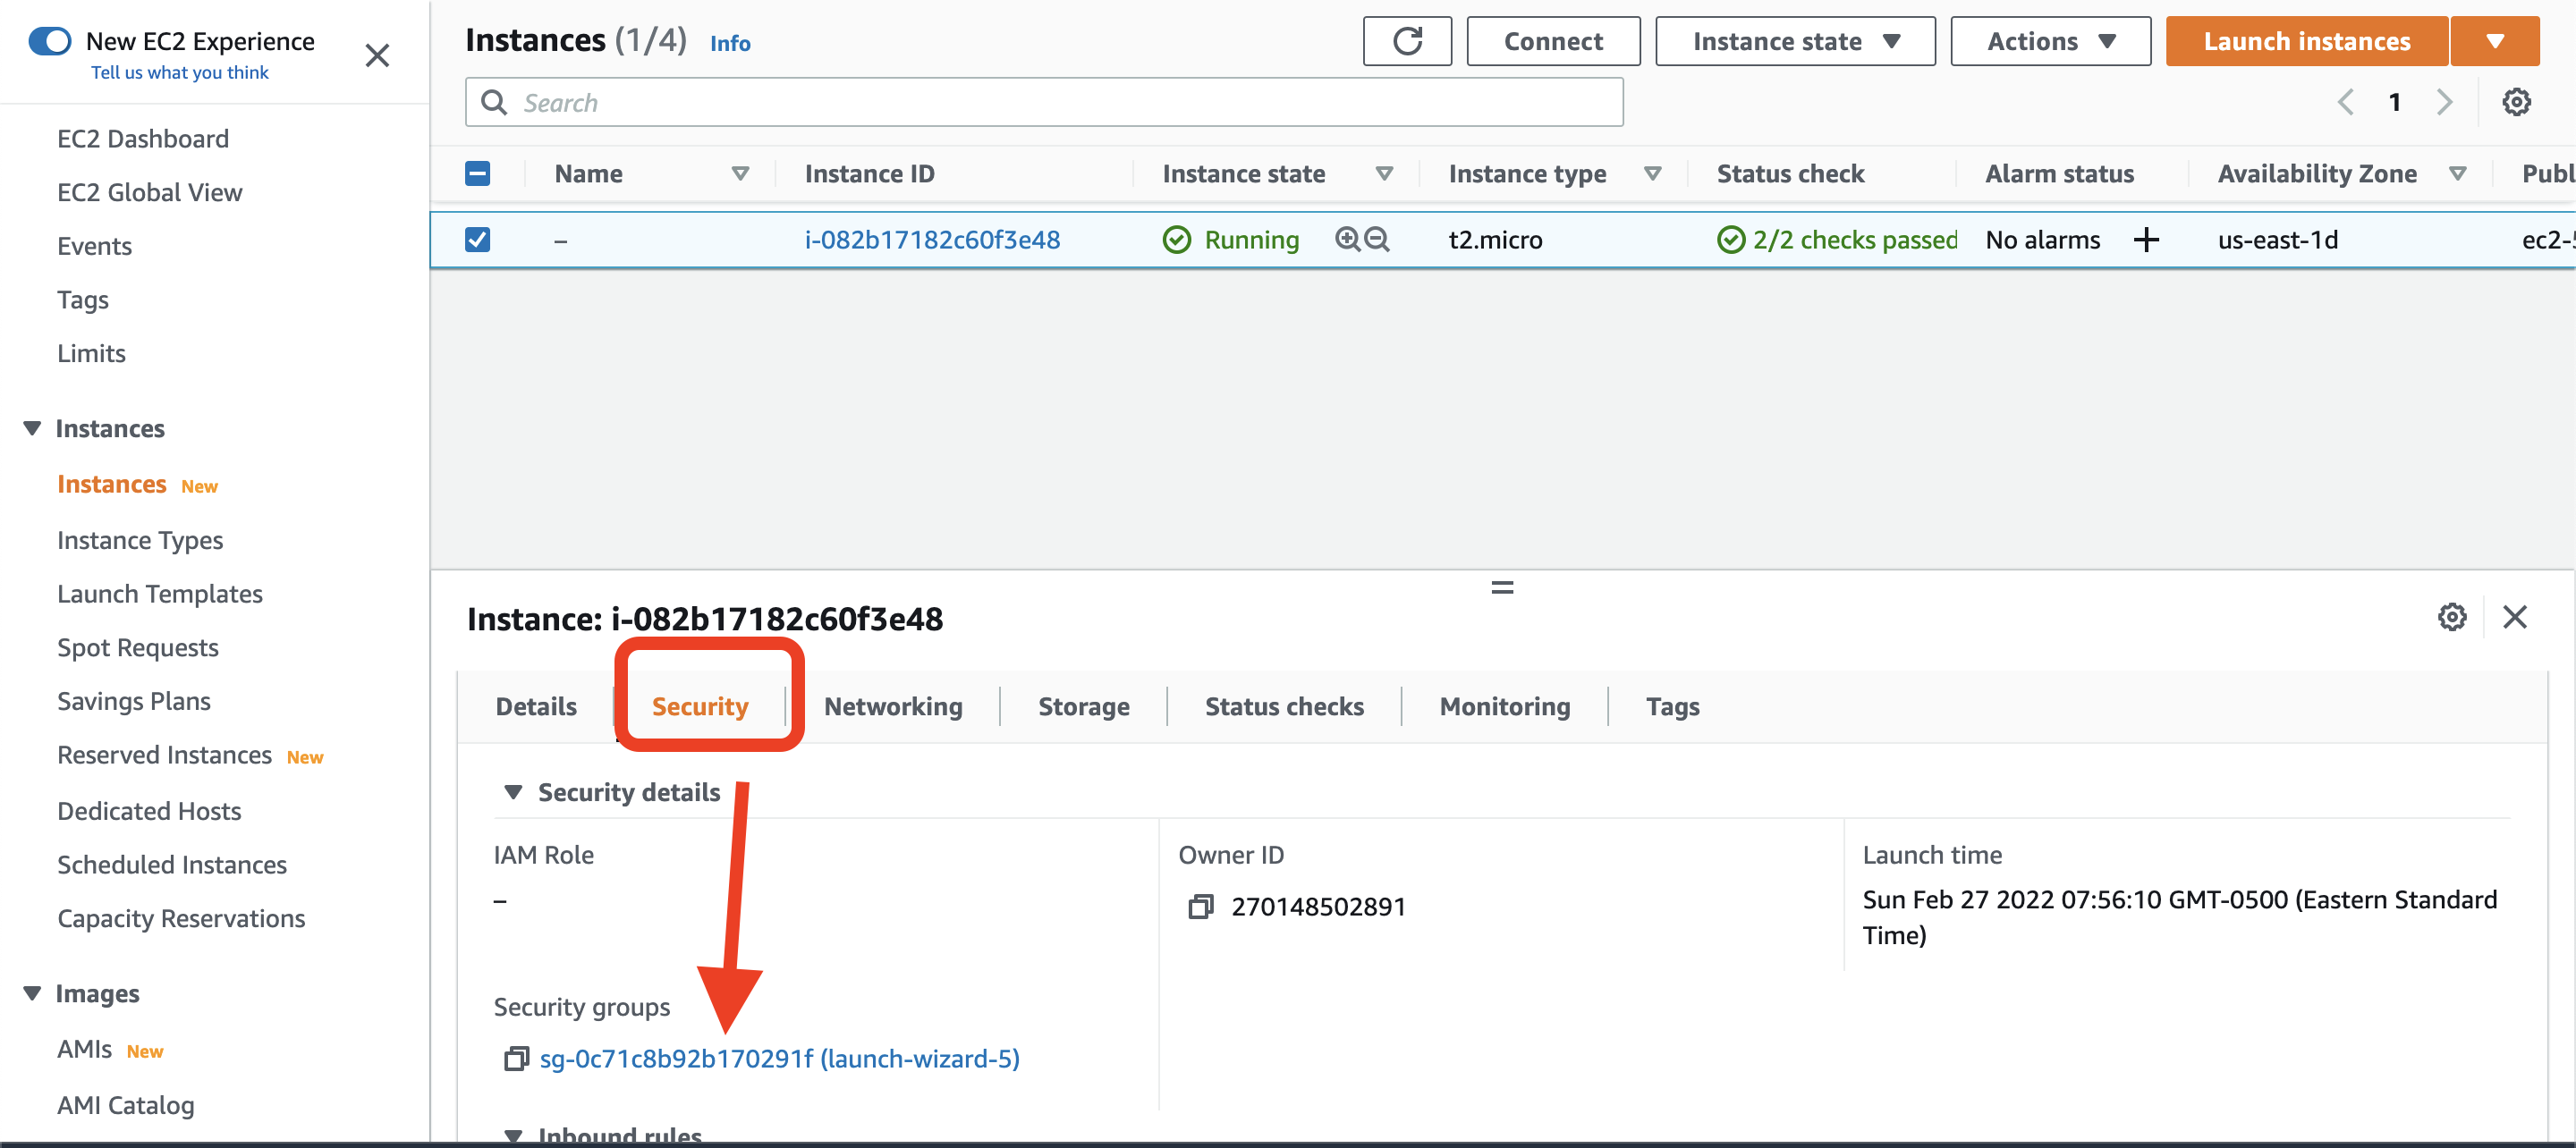 New EC2 Experience
Tell us what you think
EC2 Dashboard
EC2 Global View
Events
Tags
Limits
Instances
Instances New
Instance Types
Launch Templates
Spot Requests
Savings Plans
Reserved Instances New
Dedicated Hosts
Scheduled Instances
Capacity Reservations
Images
AMIs New
AMI Catalog
Instances (1/4) Info
Connect
Instance state
Actions
Launch instances
Search
1
Name Instance ID Instance state Instance type Status check Alarm status Availability Zone Publ
– i-082b17182c60f3e48 Running t2.micro 2/2 checks passed No alarms + us-east-1d ec2-5
Instance: i-082b17182c60f3e48
Details Security Networking Storage Status checks Monitoring Tags
Security details
IAM Role
–
Owner ID
270148502891
Launch time
Sun Feb 27 2022 07:56:10 GMT-0500 (Eastern Standard
Time)
Security groups
sg-0c71c8b92b170291f (launch-wizard-5)
Inbound rules